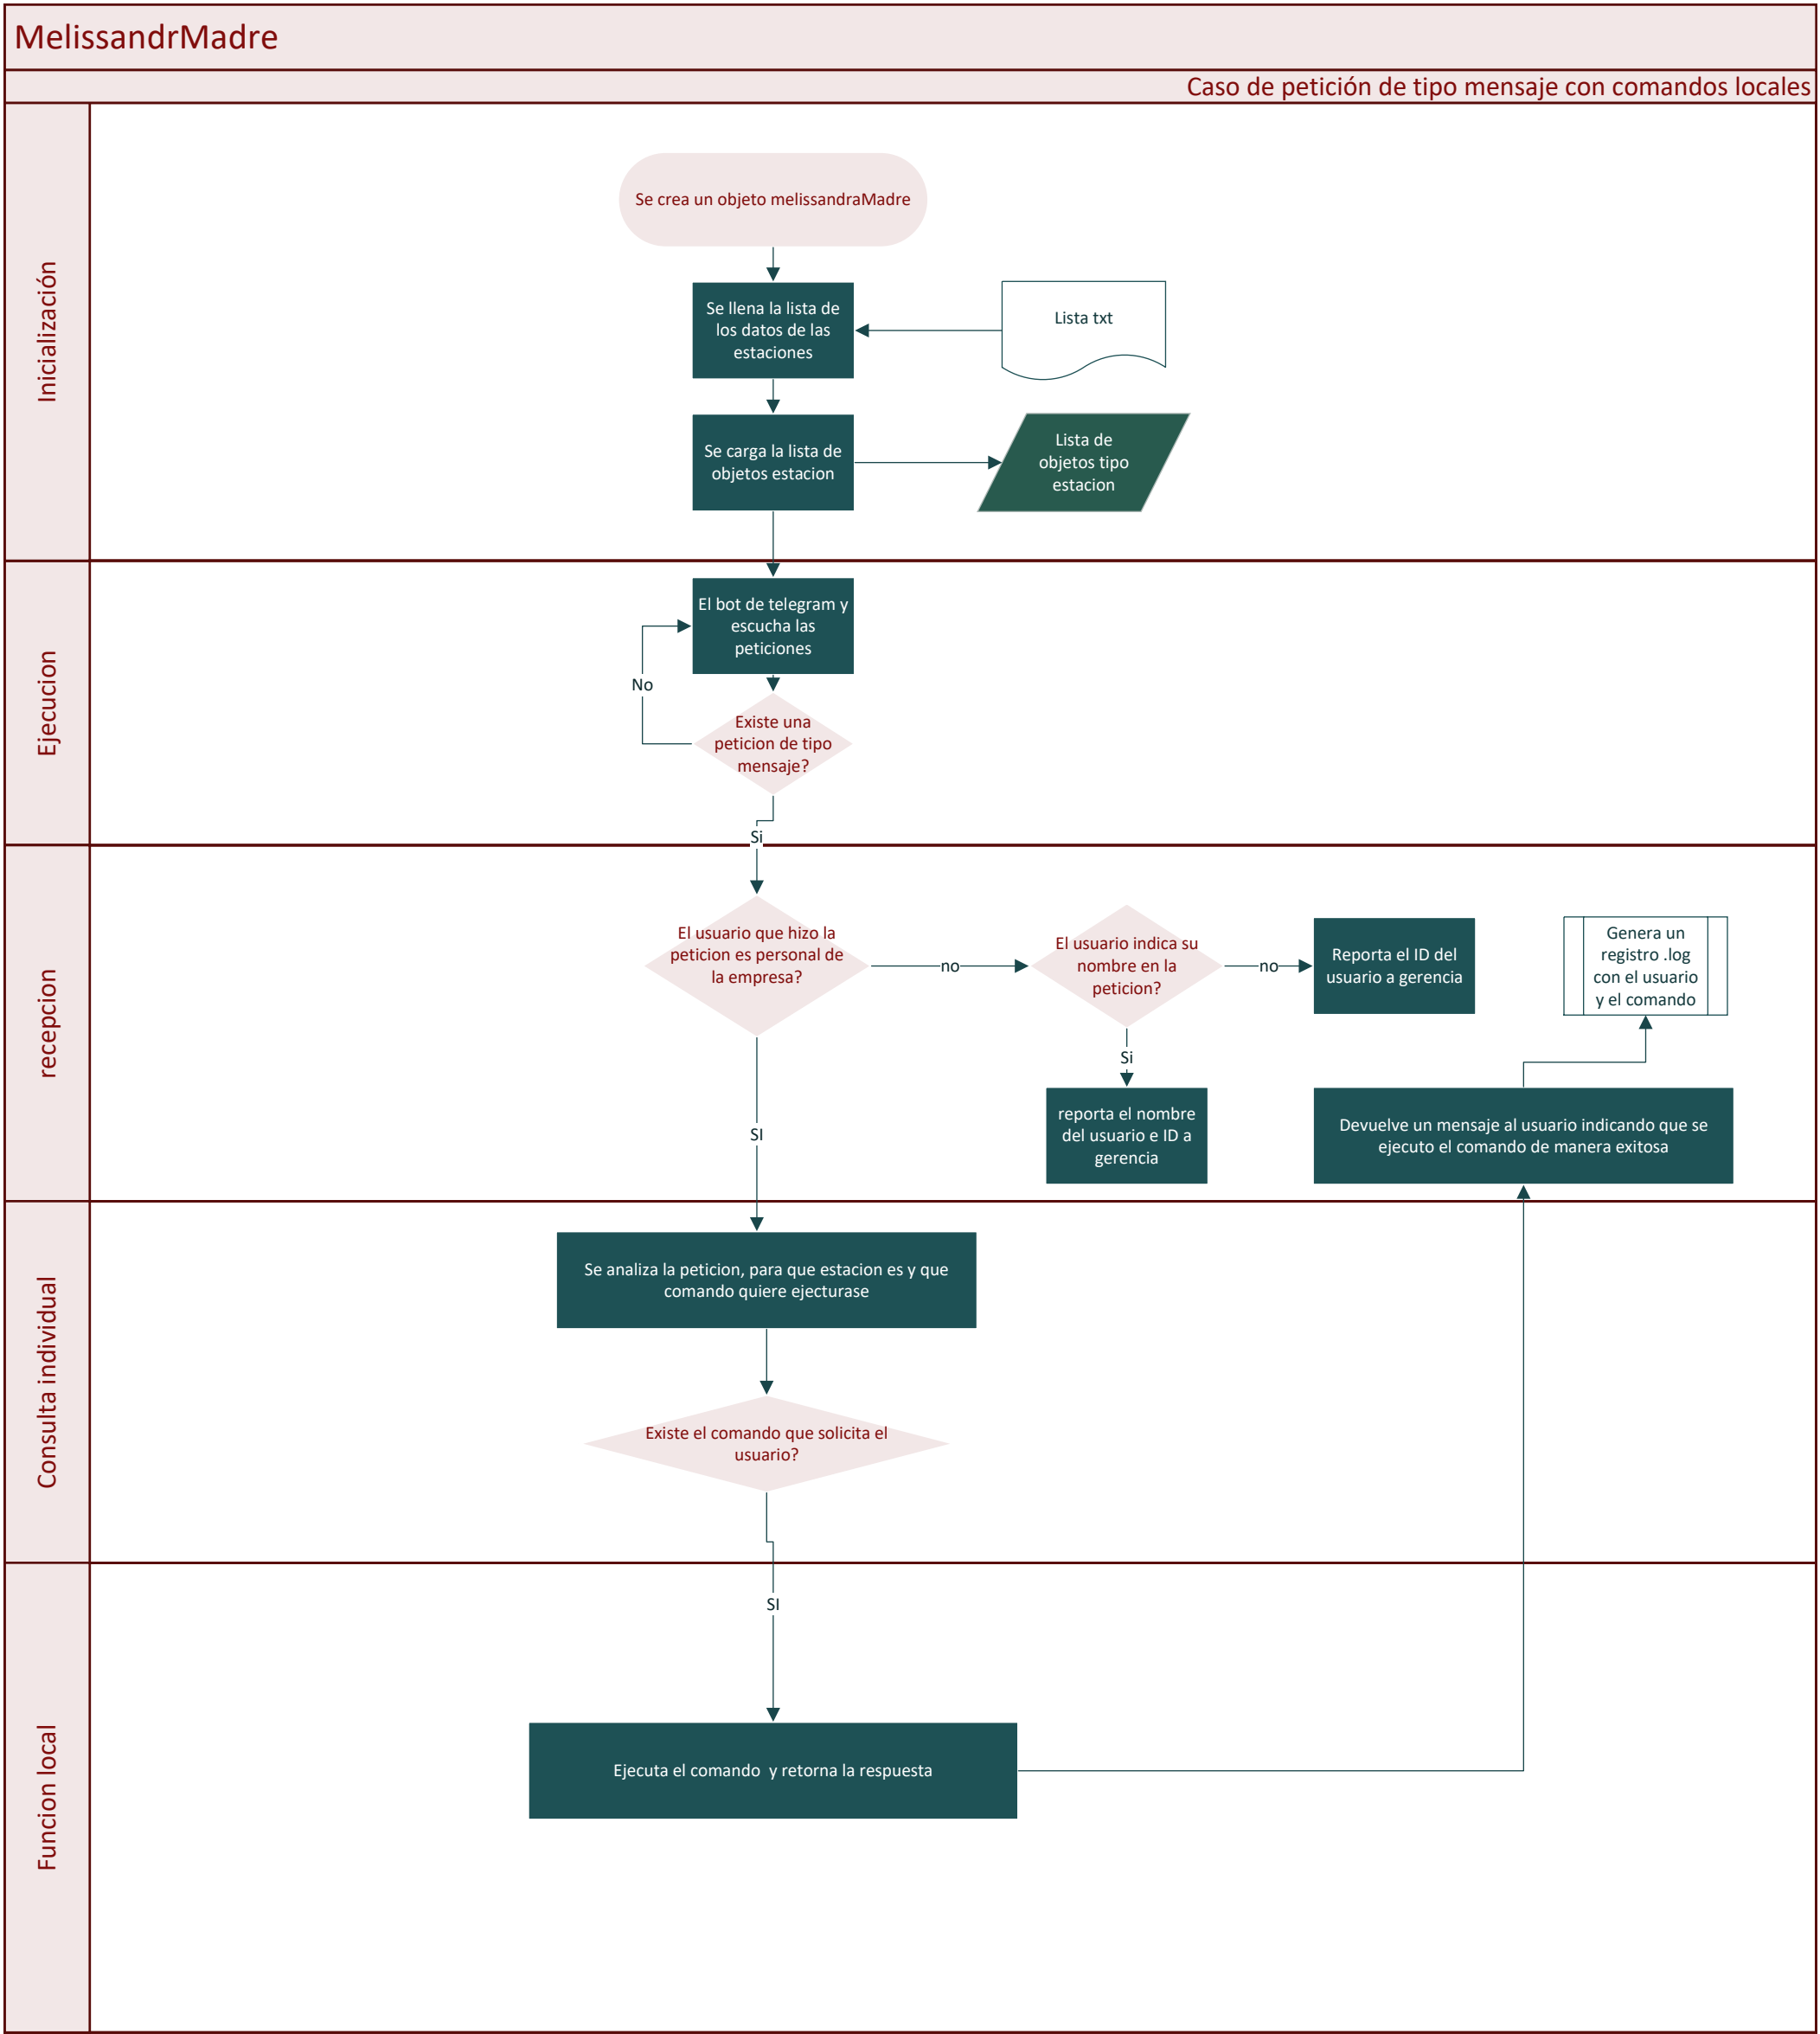 MelissandrMadre
Caso de petición de tipo mensaje con comandos locales
Inicialización
Se crea un objeto melissandraMadre
Se llena la lista de
los datos de las
estaciones
Lista txt
Se carga la lista de
objetos estacion
Lista de
objetos tipo
estacion
Ejecucion
El bot de telegram y
escucha las
peticiones
No
Existe una
peticion de tipo
mensaje?
Si
recepcion
El usuario que hizo la
peticion es personal de
la empresa?
no
El usuario indica su
nombre en la
peticion?
no
Reporta el ID del
usuario a gerencia
Genera un
registro .log
con el usuario
y el comando
Si
reporta el nombre
del usuario e ID a
gerencia
Devuelve un mensaje al usuario indicando que se
ejecuto el comando de manera exitosa
SI
Consulta individual
Se analiza la peticion, para que estacion es y que
comando quiere ejecturase
Existe el comando que solicita el
usuario?
SI
Funcion local
Ejecuta el comando  y retorna la respuesta